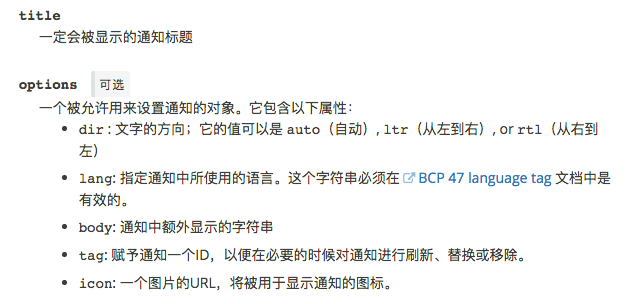 title
一定会被显示的通知标题
options 可选
一个被允许用来设置通知的对象。它包含以下属性：
• dir : 文字的方向；它的值可以是 auto（自动）, ltr（从左到右）, or rtl（从右到
左）
• lang: 指定通知中所使用的语言。这个字符串必须在 BCP 47 language tag 文档中是
有效的。
• body: 通知中额外显示的字符串
• tag: 赋予通知一个ID，以便在必要的时候对通知进行刷新、替换或移除。
• icon: 一个图片的URL，将被用于显示通知的图标。